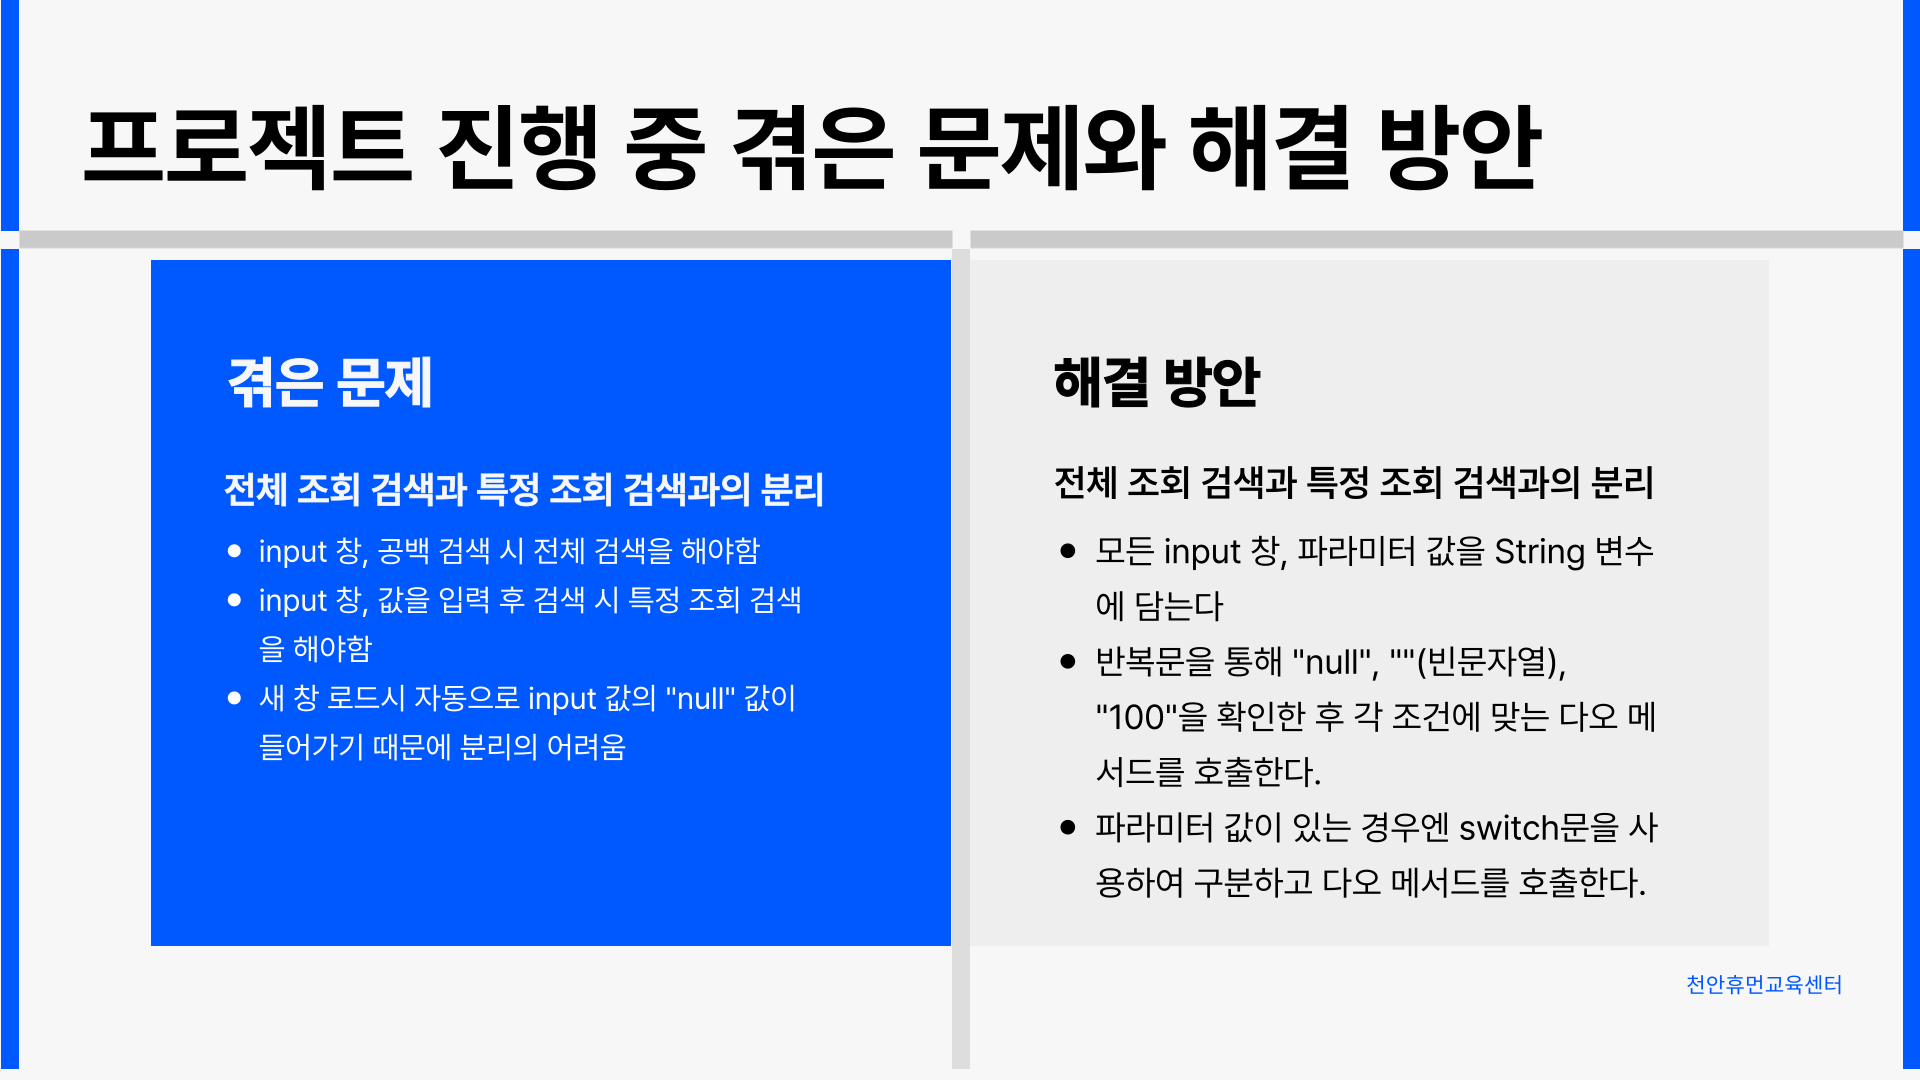 프로젝트 진행 중 겪은 문제와 해결 방안
겪은 문제
전체 조회 검색과 특정 조회 검색과의 분리
● input 창, 공백 검색 시 전체 검색을 해야함
● input 창, 값을 입력 후 검색 시 특정 조회 검색
을 해야함
● 새 창 로드시 자동으로 input 값의 "null" 값이
들어가기 때문에 분리의 어려움
해결 방안
전체 조회 검색과 특정 조회 검색과의 분리
● 모든 input 창, 파라미터 값을 String 변수
에 담는다
● 반복문을 통해 "null", ""(빈문자열),
"100"을 확인한 후 각 조건에 맞는 다오 메
서드를 호출한다.
● 파라미터 값이 있는 경우엔 switch문을 사
용하여 구분하고 다오 메서드를 호출한다.
천안휴먼교육센터